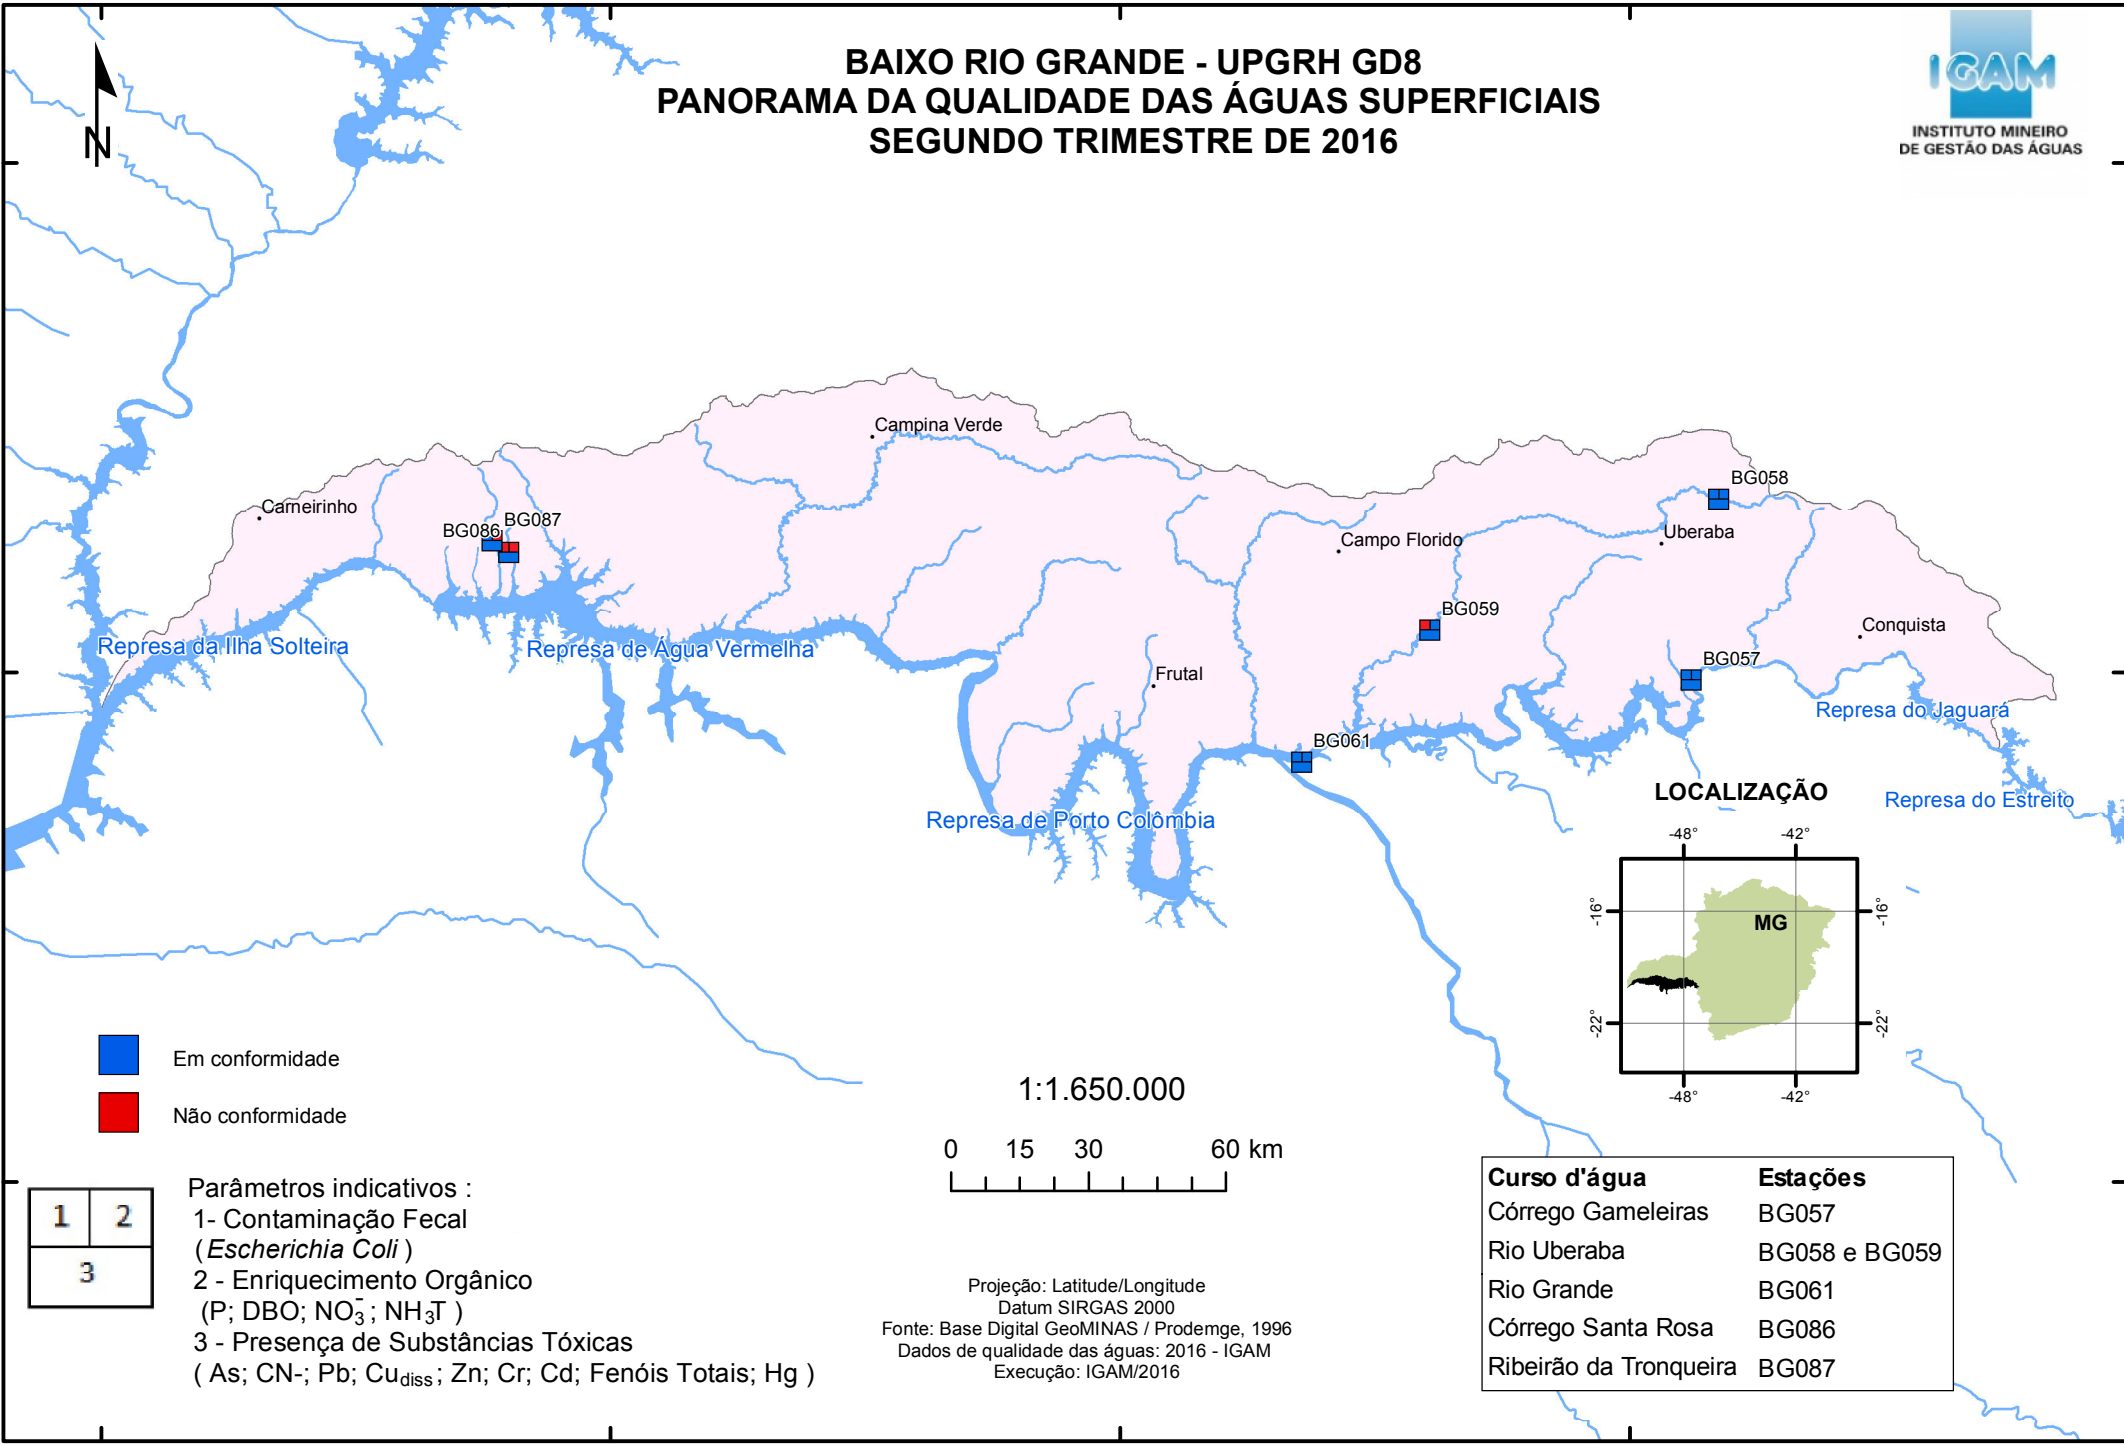 BAIXO RIO GRANDE - UPGRH GD8
PANORAMA DA QUALIDADE DAS ÁGUAS SUPERFICIAIS
SEGUNDO TRIMESTRE DE 2016
IGAM
INSTITUTO MINEIRO
DE GESTÃO DAS ÁGUAS
N
Campina Verde
Carneirinho
BG086
BG087
BG058
Uberaba
Campo Florido
BG059
Conquista
BG057
Frutal
BG061
Represa da Ilha Solteira
Represa de Água Vermelha
Represa de Porto Colômbia
Represa do Jaguará
Represa do Estreito
LOCALIZAÇÃO
-48° -42°
-16° -16°
MG
-22° -22°
-48° -42°
Em conformidade
Não conformidade
1 2
3
Parâmetros indicativos :
1- Contaminação Fecal
(Escherichia Coli )
2 - Enriquecimento Orgânico
(P; DBO; NO₃⁻; NH₃T )
3 - Presença de Substâncias Tóxicas
( As; CN-; Pb; Cu diss; Zn; Cr; Cd; Fenóis Totais; Hg )
1:1.650.000
0 15 30 60 km
Projeção: Latitude/Longitude
Datum SIRGAS 2000
Fonte: Base Digital GeoMINAS / Prodemge, 1996
Dados de qualidade das águas: 2016 - IGAM
Execução: IGAM/2016
Curso d'água Estações
Córrego Gameleiras BG057
Rio Uberaba BG058 e BG059
Rio Grande BG061
Córrego Santa Rosa BG086
Ribeirão da Tronqueira BG087